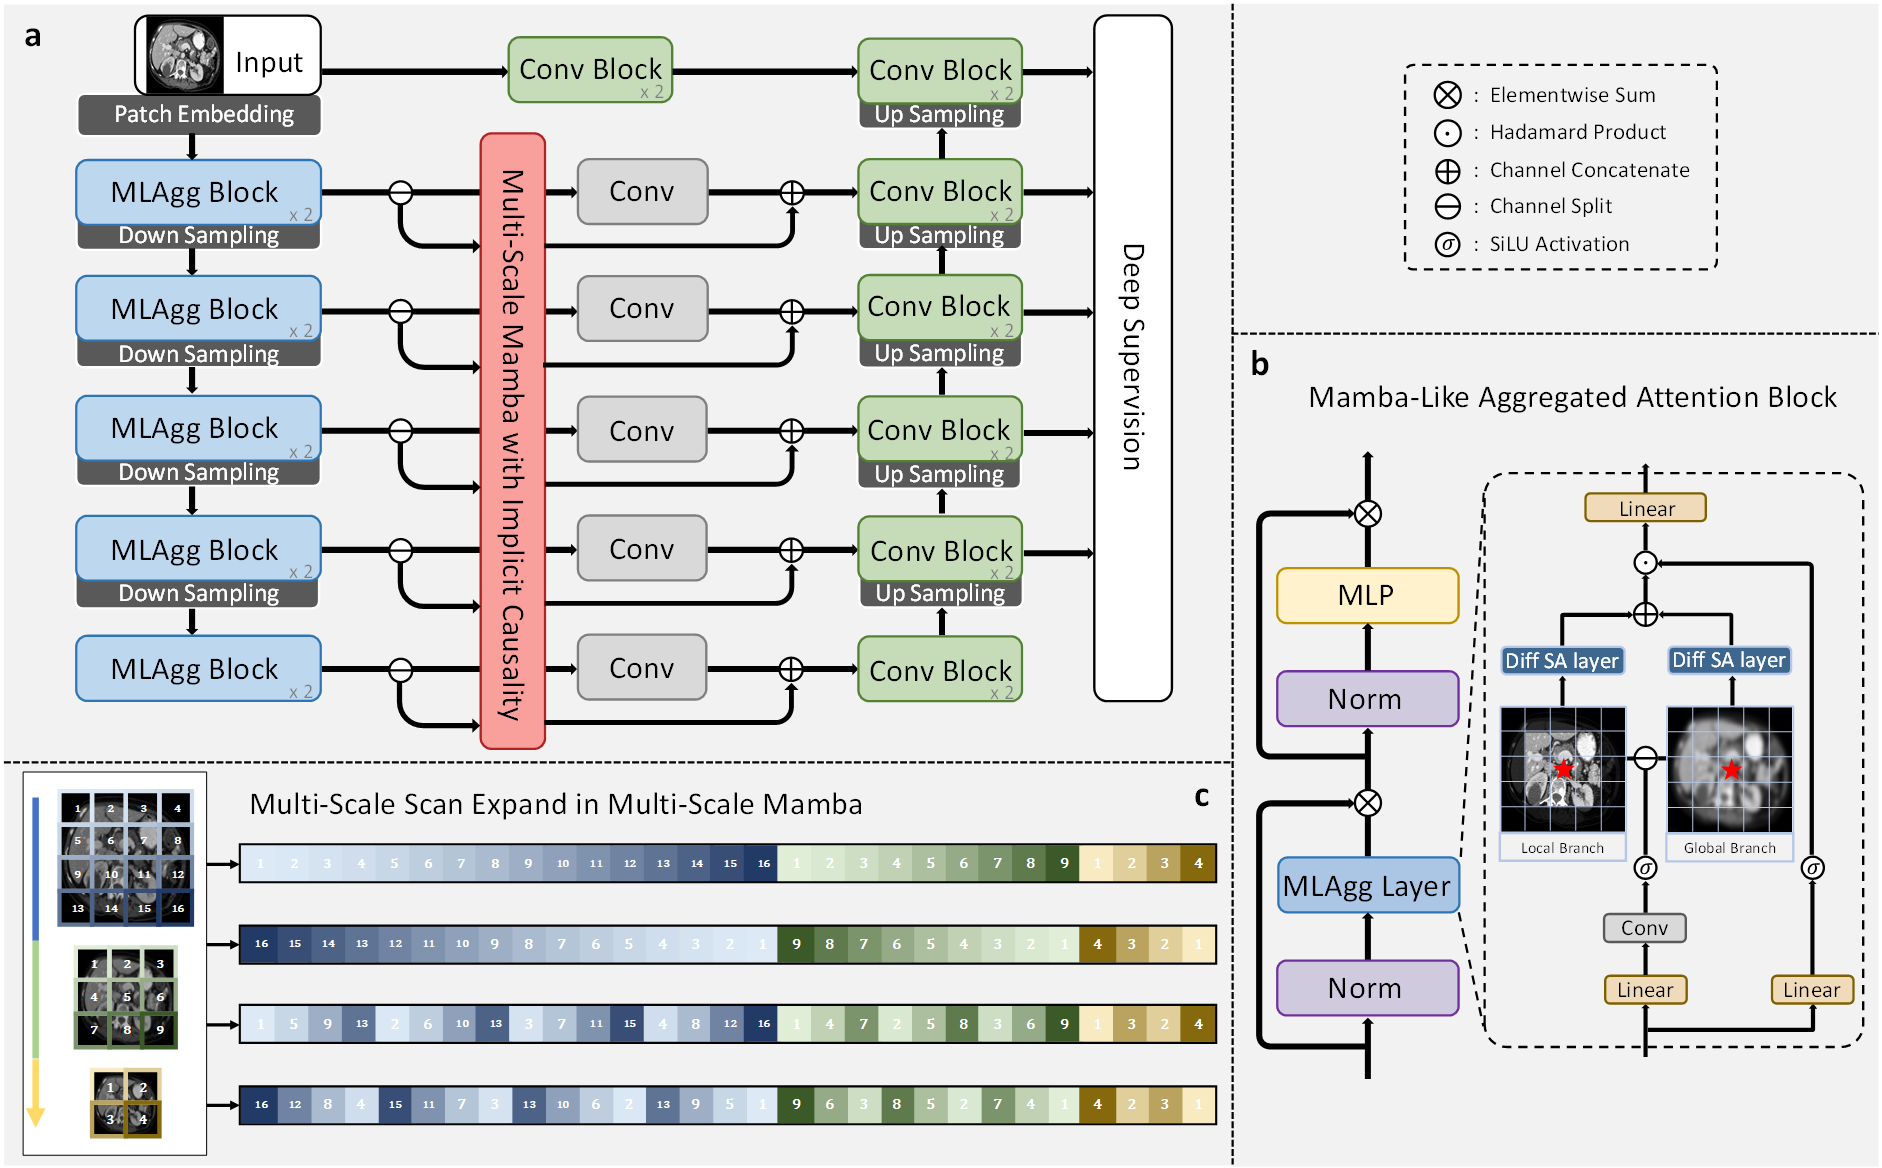 a
Input
Patch Embedding
Conv Block
x 2
Conv Block
x 2
Up Sampling
MLAgg Block
x 2
Down Sampling
Conv
Conv Block
x 2
Up Sampling
MLAgg Block
x 2
Down Sampling
Conv
Conv Block
x 2
Up Sampling
MLAgg Block
x 2
Down Sampling
Conv
Conv Block
x 2
Up Sampling
MLAgg Block
x 2
Down Sampling
Conv
Conv Block
x 2
Up Sampling
MLAgg Block
x 2
Conv
Conv Block
x 2
Multi-Scale Mamba with Implicit Causality
Deep Supervision
: Elementwise Sum
: Hadamard Product
: Channel Concatenate
: Channel Split
σ : SiLU Activation
b
Mamba-Like Aggregated Attention Block
MLP
Norm
MLAgg Layer
Norm
Linear
Diff SA layer
Diff SA layer
Local Branch
Global Branch
σ
σ
Conv
Linear
Linear
c
Multi-Scale Scan Expand in Multi-Scale Mamba
1 2 3 4
5 6 7 8
9 10 11 12
13 14 15 16
1 2 3
4 5 6
7 8 9
1 2
3 4
1 2 3 4 5 6 7 8 9 10 11 12 13 14 15 16 1 2 3 4 5 6 7 8 9 1 2 3 4
16 15 14 13 12 11 10 9 8 7 6 5 4 3 2 1 9 8 7 6 5 4 3 2 1 4 3 2 1
1 5 9 13 2 6 10 13 3 7 11 15 4 8 12 16 1 4 7 2 5 8 3 6 9 1 3 2 4
16 12 8 4 15 11 7 3 13 10 6 2 13 9 5 1 9 6 3 8 5 2 7 4 1 4 2 3 1